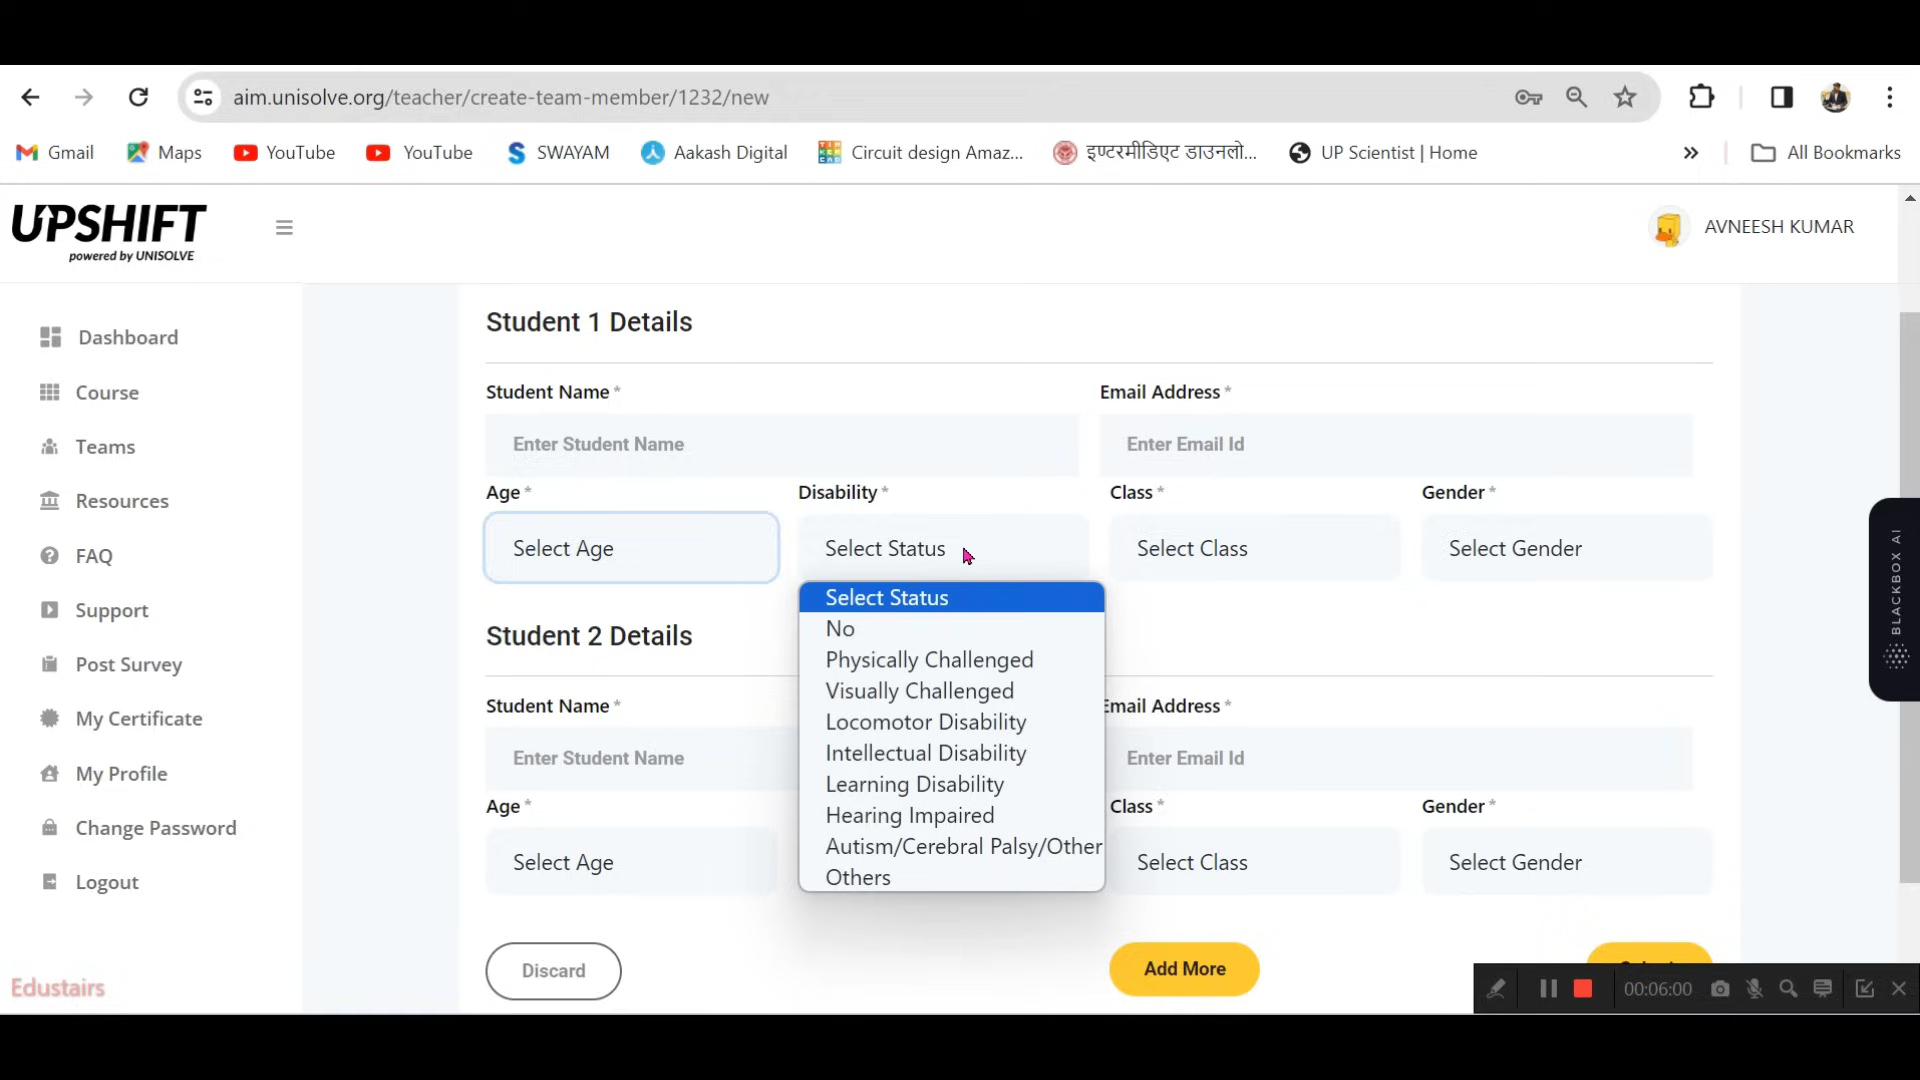 aim.unisolve.org/teacher/create-team-member/1232/new
Gmail Maps YouTube YouTube SWAYAM Aakash Digital Circuit design Amaz... इण्टरमीडिएट डाउनलो... UP Scientist | Home » All Bookmarks
UPSHIFT
powered by UNISOLVE
AVNEESH KUMAR
Dashboard
Course
Teams
Resources
FAQ
Support
Post Survey
My Certificate
My Profile
Change Password
Logout
Edustairs
Student 1 Details
Student Name * Email Address *
Enter Student Name Enter Email Id
Age * Disability * Class * Gender *
Select Age Select Status Select Class Select Gender
Select Status
No
Physically Challenged
Visually Challenged
Locomotor Disability
Intellectual Disability
Learning Disability
Hearing Impaired
Autism/Cerebral Palsy/Other
Others
Student 2 Details
Student Name * Email Address *
Enter Student Name Enter Email Id
Age * Class * Gender *
Select Age Select Class Select Gender
Discard Add More
BLACKBOX AI
00:06:00